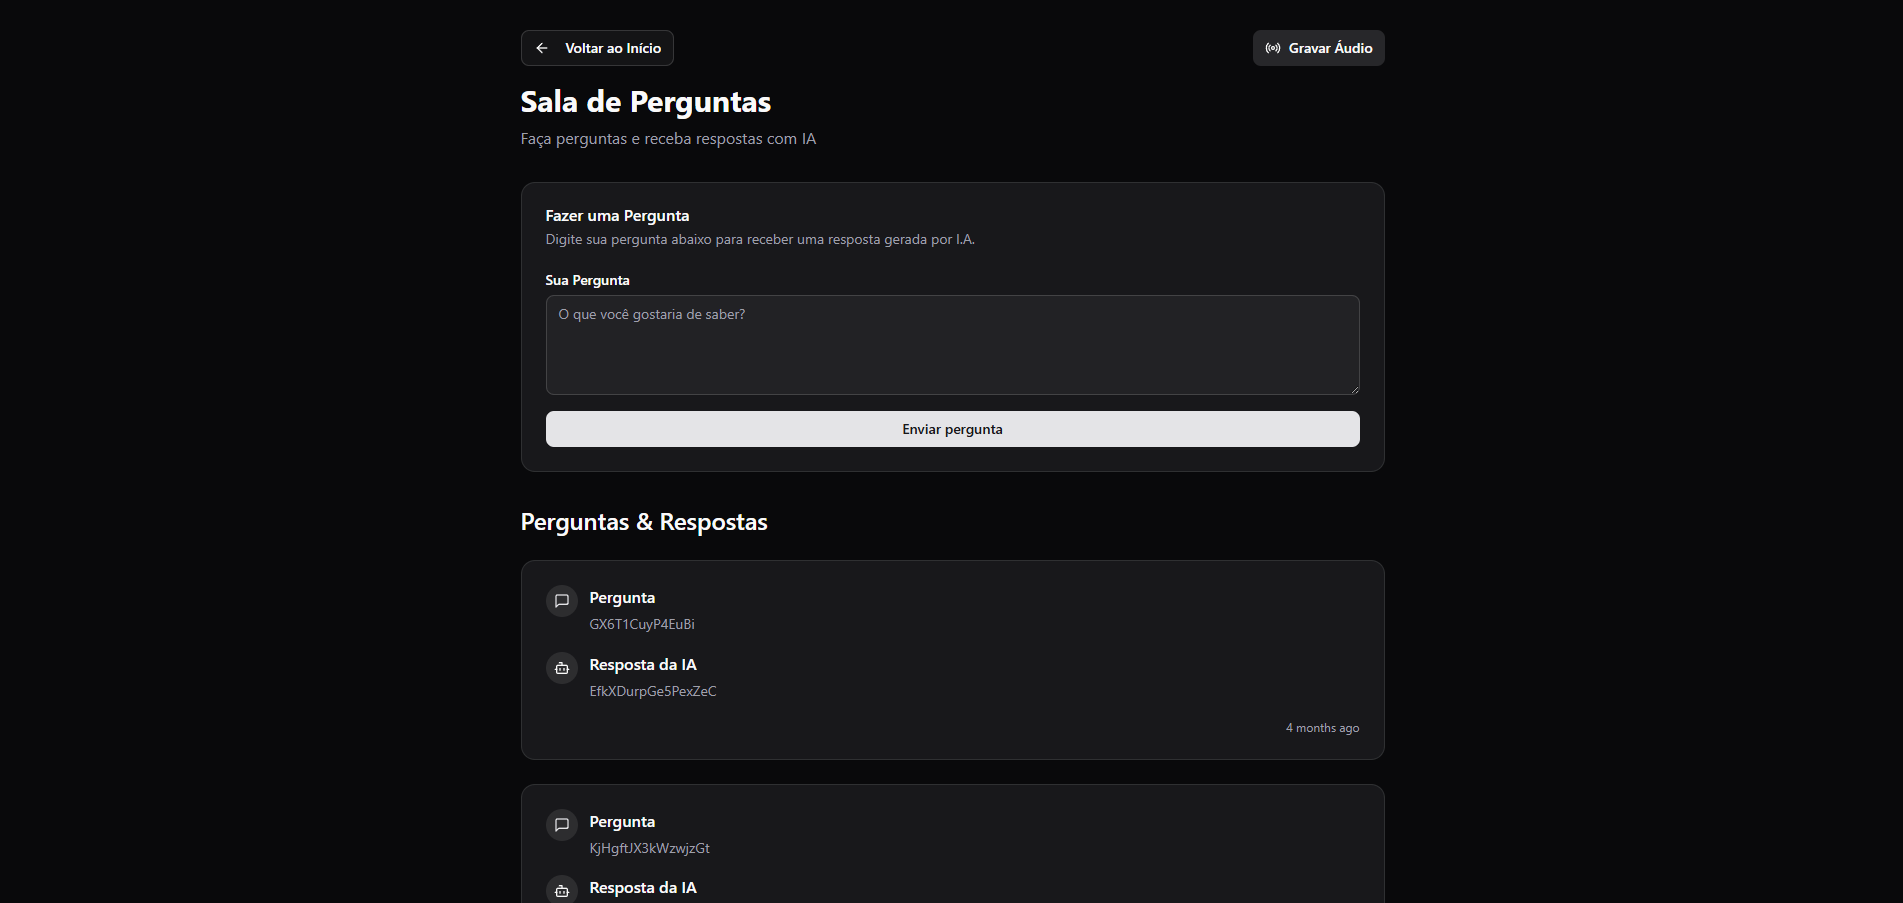 Voltar ao Início
Gravar Áudio
Sala de Perguntas
Faça perguntas e receba respostas com IA
Fazer uma Pergunta
Digite sua pergunta abaixo para receber uma resposta gerada por I.A.
Sua Pergunta
O que você gostaria de saber?
Enviar pergunta
Perguntas & Respostas
Pergunta
GX6T1CuyP4EuBi
Resposta da IA
EfkXDurpGe5PexZeC
4 months ago
Pergunta
KjHgftJX3kWzwjzGt
Resposta da IA